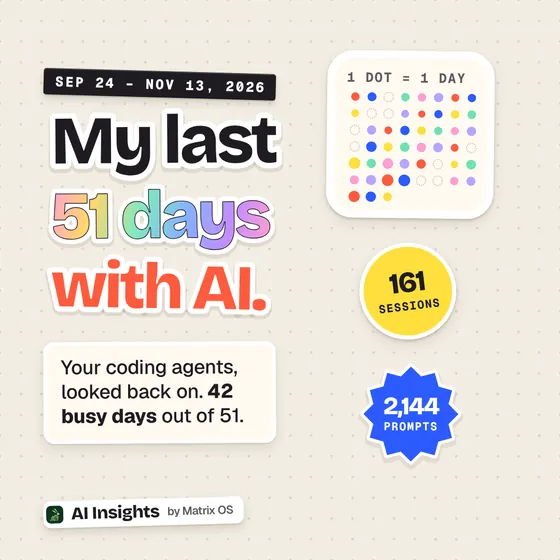 SEP 24 – NOV 13, 2026
My last
51 days
with AI.
Your coding agents,
looked back on. 42
busy days out of 51.
AI Insights by Matrix OS
1 DOT = 1 DAY
161
SESSIONS
2,144
PROMPTS